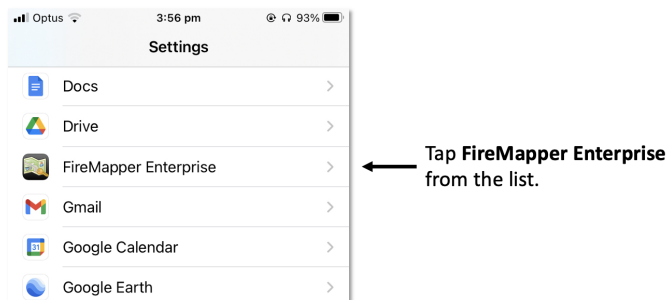 Optus 3:56 pm 93%
Settings
Docs
Drive
FireMapper Enterprise
Gmail
31 Google Calendar
Google Earth
Tap FireMapper Enterprise
from the list.